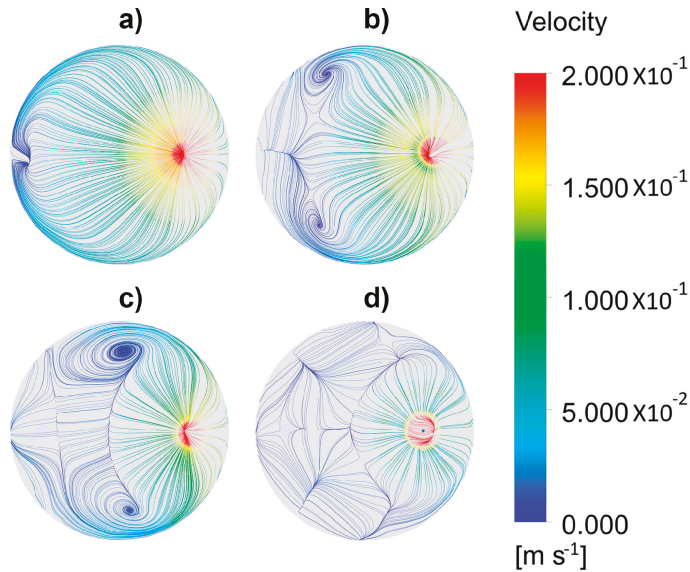 a)
b)
Velocity
2.000 X10⁻¹
1.500 X10⁻¹
c)
d)
1.000 X10⁻¹
5.000 X10⁻²
0.000
[m s⁻¹]